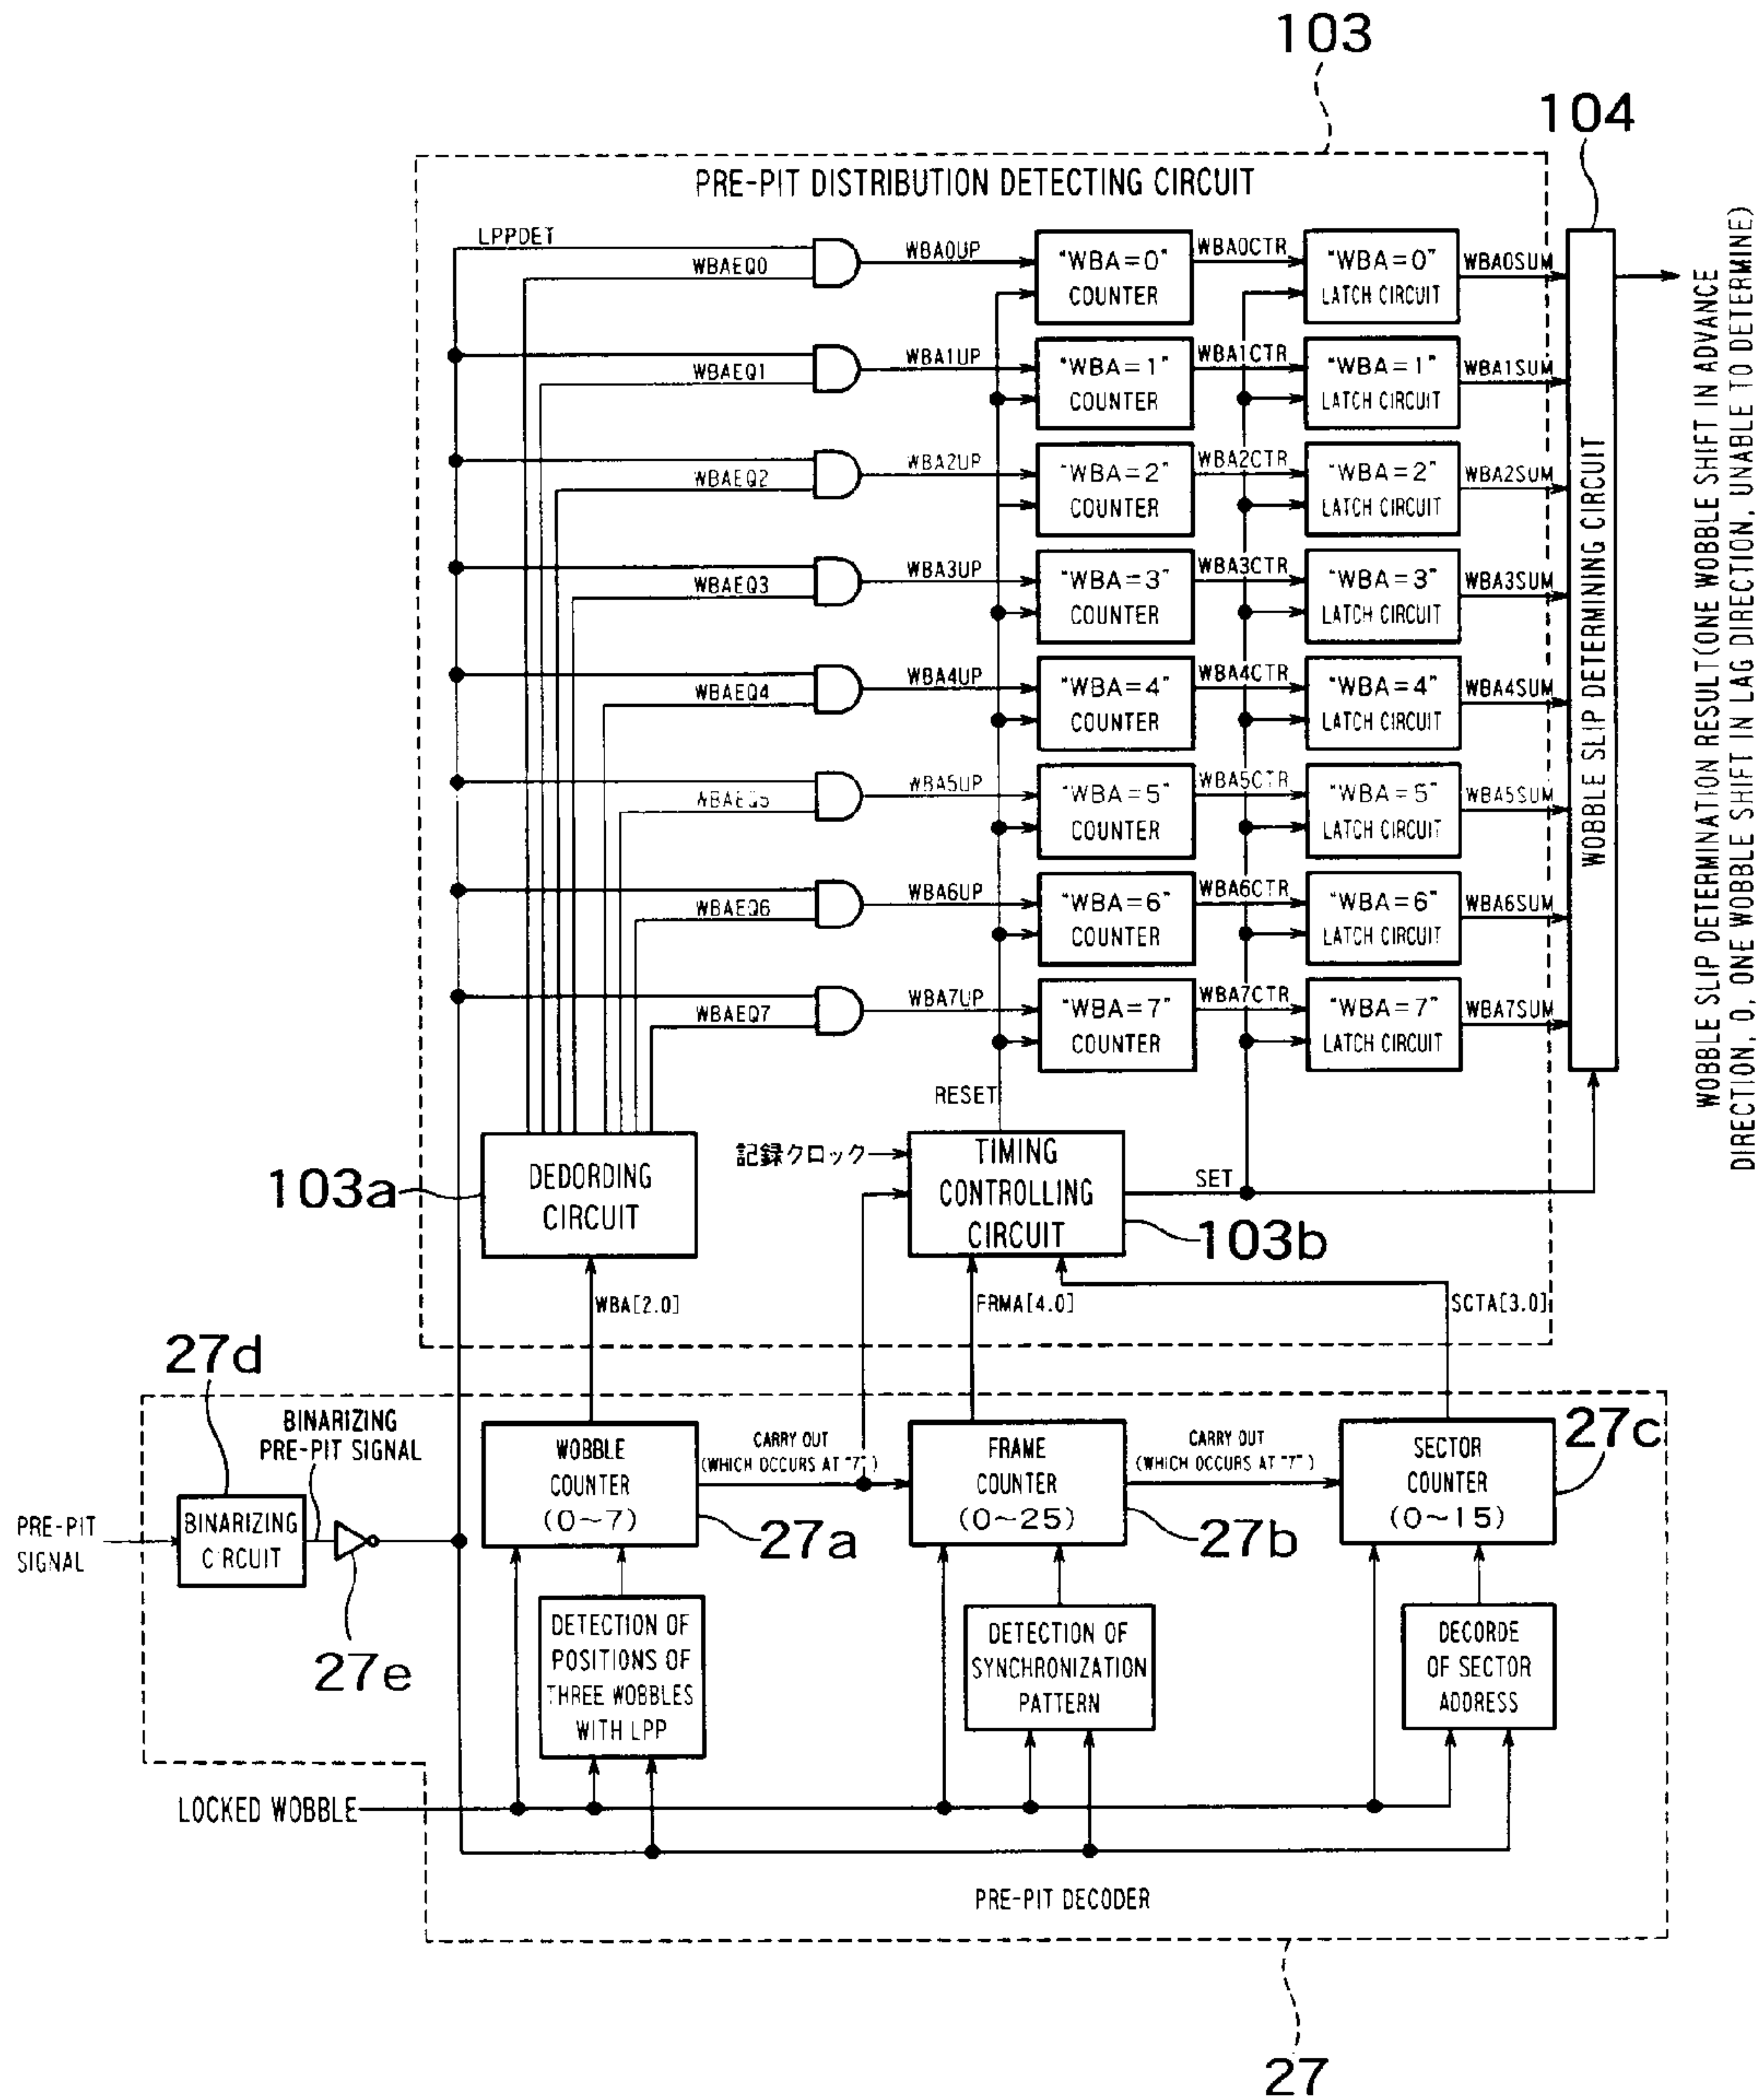 103
104
PRE-PIT DISTRIBUTION DETECTING CIRCUIT
LPPDET
WBAEQ0
WBA0UP
"WBA=0"
COUNTER
WBA0CTR
"WBA=0"
LATCH CIRCUIT
WBA0SUM
WBAEQ1
WBA1UP
"WBA=1"
COUNTER
WBA1CTR
"WBA=1"
LATCH CIRCUIT
WBA1SUM
WBAEQ2
WBA2UP
"WBA=2"
COUNTER
WBA2CTR
"WBA=2"
LATCH CIRCUIT
WBA2SUM
WBAEQ3
WBA3UP
"WBA=3"
COUNTER
WBA3CTR
"WBA=3"
LATCH CIRCUIT
WBA3SUM
WBAEQ4
WBA4UP
"WBA=4"
COUNTER
WBA4CTR
"WBA=4"
LATCH CIRCUIT
WBA4SUM
WBAEQ5
WBA5UP
"WBA=5"
COUNTER
WBA5CTR
"WBA=5"
LATCH CIRCUIT
WBA5SUM
WBAEQ6
WBA6UP
"WBA=6"
COUNTER
WBA6CTR
"WBA=6"
LATCH CIRCUIT
WBA6SUM
WBAEQ7
WBA7UP
"WBA=7"
COUNTER
WBA7CTR
"WBA=7"
LATCH CIRCUIT
WBA7SUM
WOBBLE SLIP DETERMINING CIRCUIT
WOBBLE SLIP DETERMINATION RESULT(ONE WOBBLE SHIFT IN ADVANCE
DIRECTION, 0, ONE WOBBLE SHIFT IN LAG DIRECTION, UNABLE TO DETERMINE)
RESET
103a
DEDORDING
CIRCUIT
記録クロック
TIMING
CONTROLLING
CIRCUIT
SET
103b
WBA[2.0]
FRMA[4.0]
SCTA[3.0]
27d
BINARIZING
PRE-PIT SIGNAL
PRE-PIT
SIGNAL
BINARIZING
CIRCUIT
27e
WOBBLE
COUNTER
(0~7)
27a
CARRY OUT
(WHICH OCCURS AT "7")
FRAME
COUNTER
(0~25)
27b
CARRY OUT
(WHICH OCCURS AT "7")
SECTOR
COUNTER
(0~15)
27c
DETECTION OF
POSITIONS OF
THREE WOBBLES
WITH LPP
DETECTION OF
SYNCHRONIZATION
PATTERN
DECORDE
OF SECTOR
ADDRESS
LOCKED WOBBLE
PRE-PIT DECODER
27